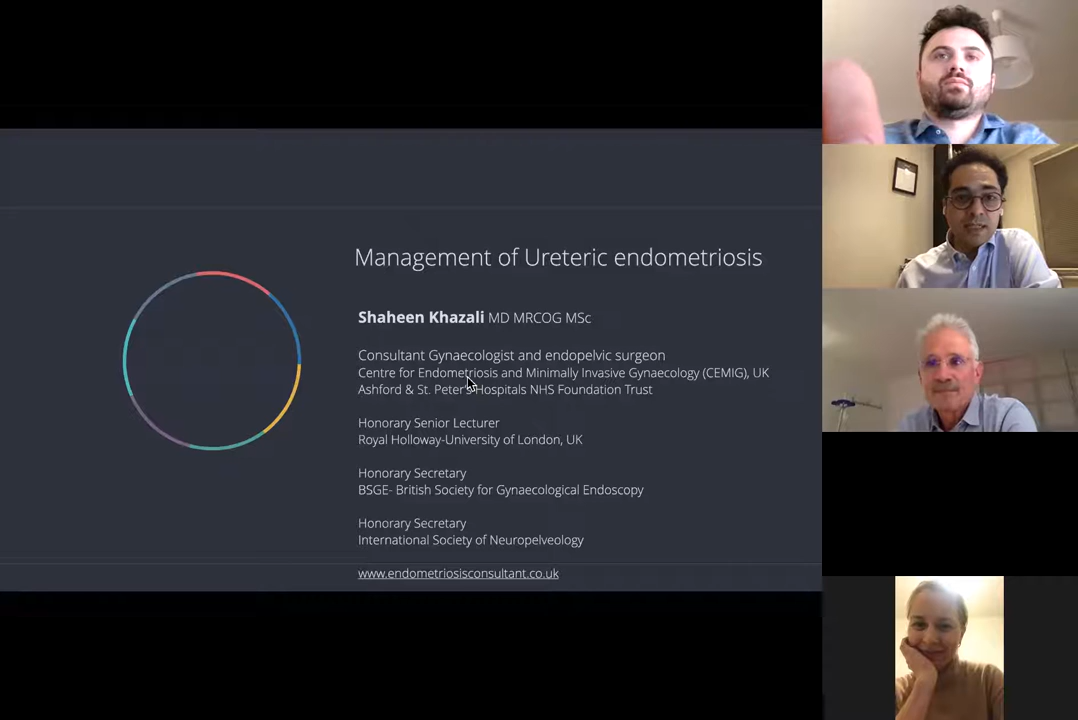 Management of Ureteric endometriosis
Shaheen Khazali MD MRCOG MSc
Consultant Gynaecologist and endopelvic surgeon
Centre for Endometriosis and Minimally Invasive Gynaecology (CEMIG), UK
Ashford & St. Peter's Hospitals NHS Foundation Trust
Honorary Senior Lecturer
Royal Holloway-University of London, UK
Honorary Secretary
BSGE- British Society for Gynaecological Endoscopy
Honorary Secretary
International Society of Neuropelveology
www.endometriosisconsultant.co.uk